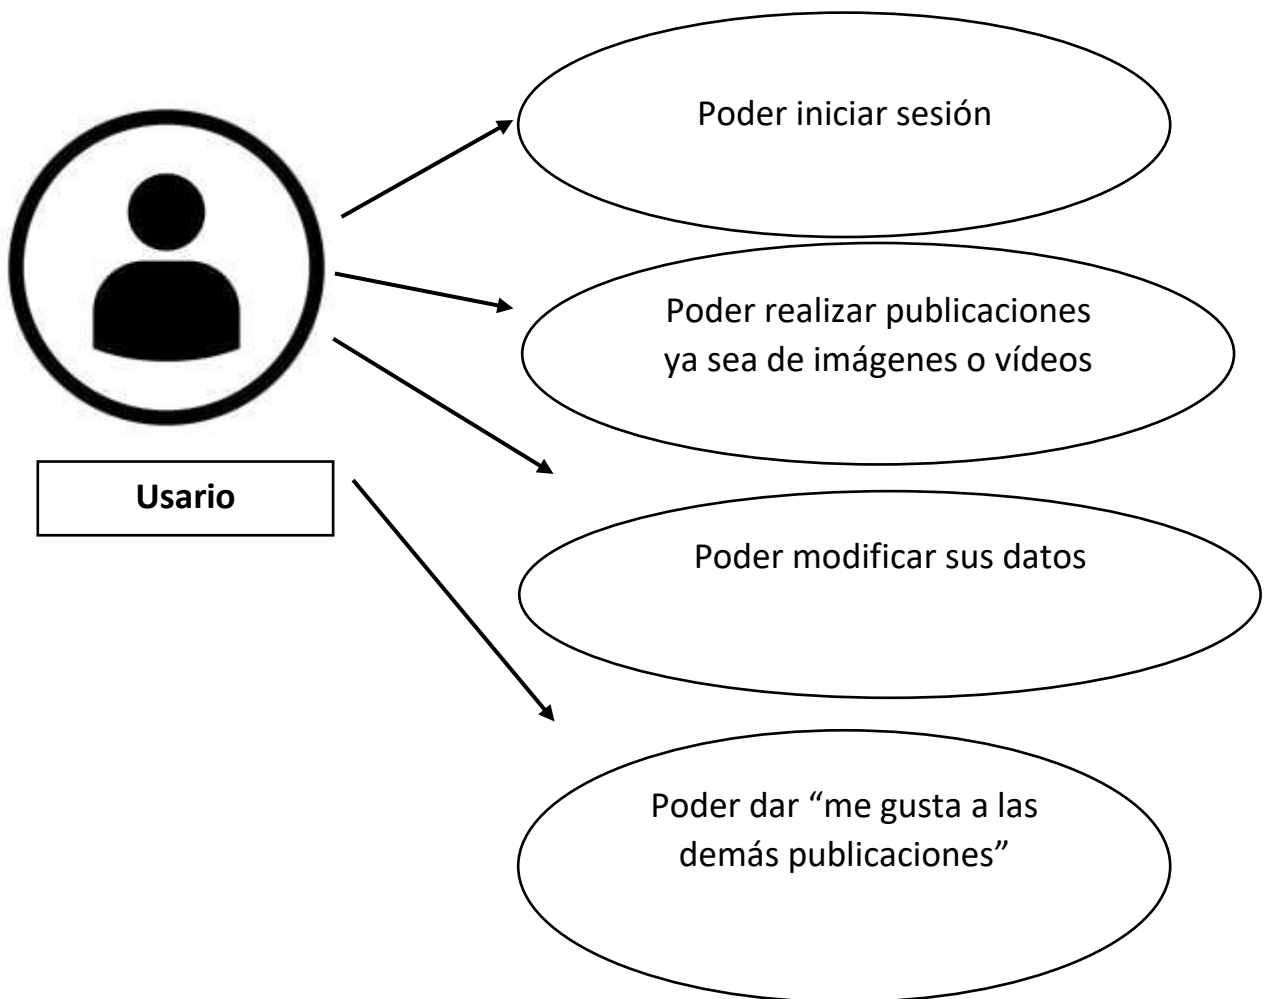 Poder iniciar sesión
Poder realizar publicaciones
ya sea de imágenes o vídeos
Usario
Poder modificar sus datos
Poder dar “me gusta a las
demás publicaciones”